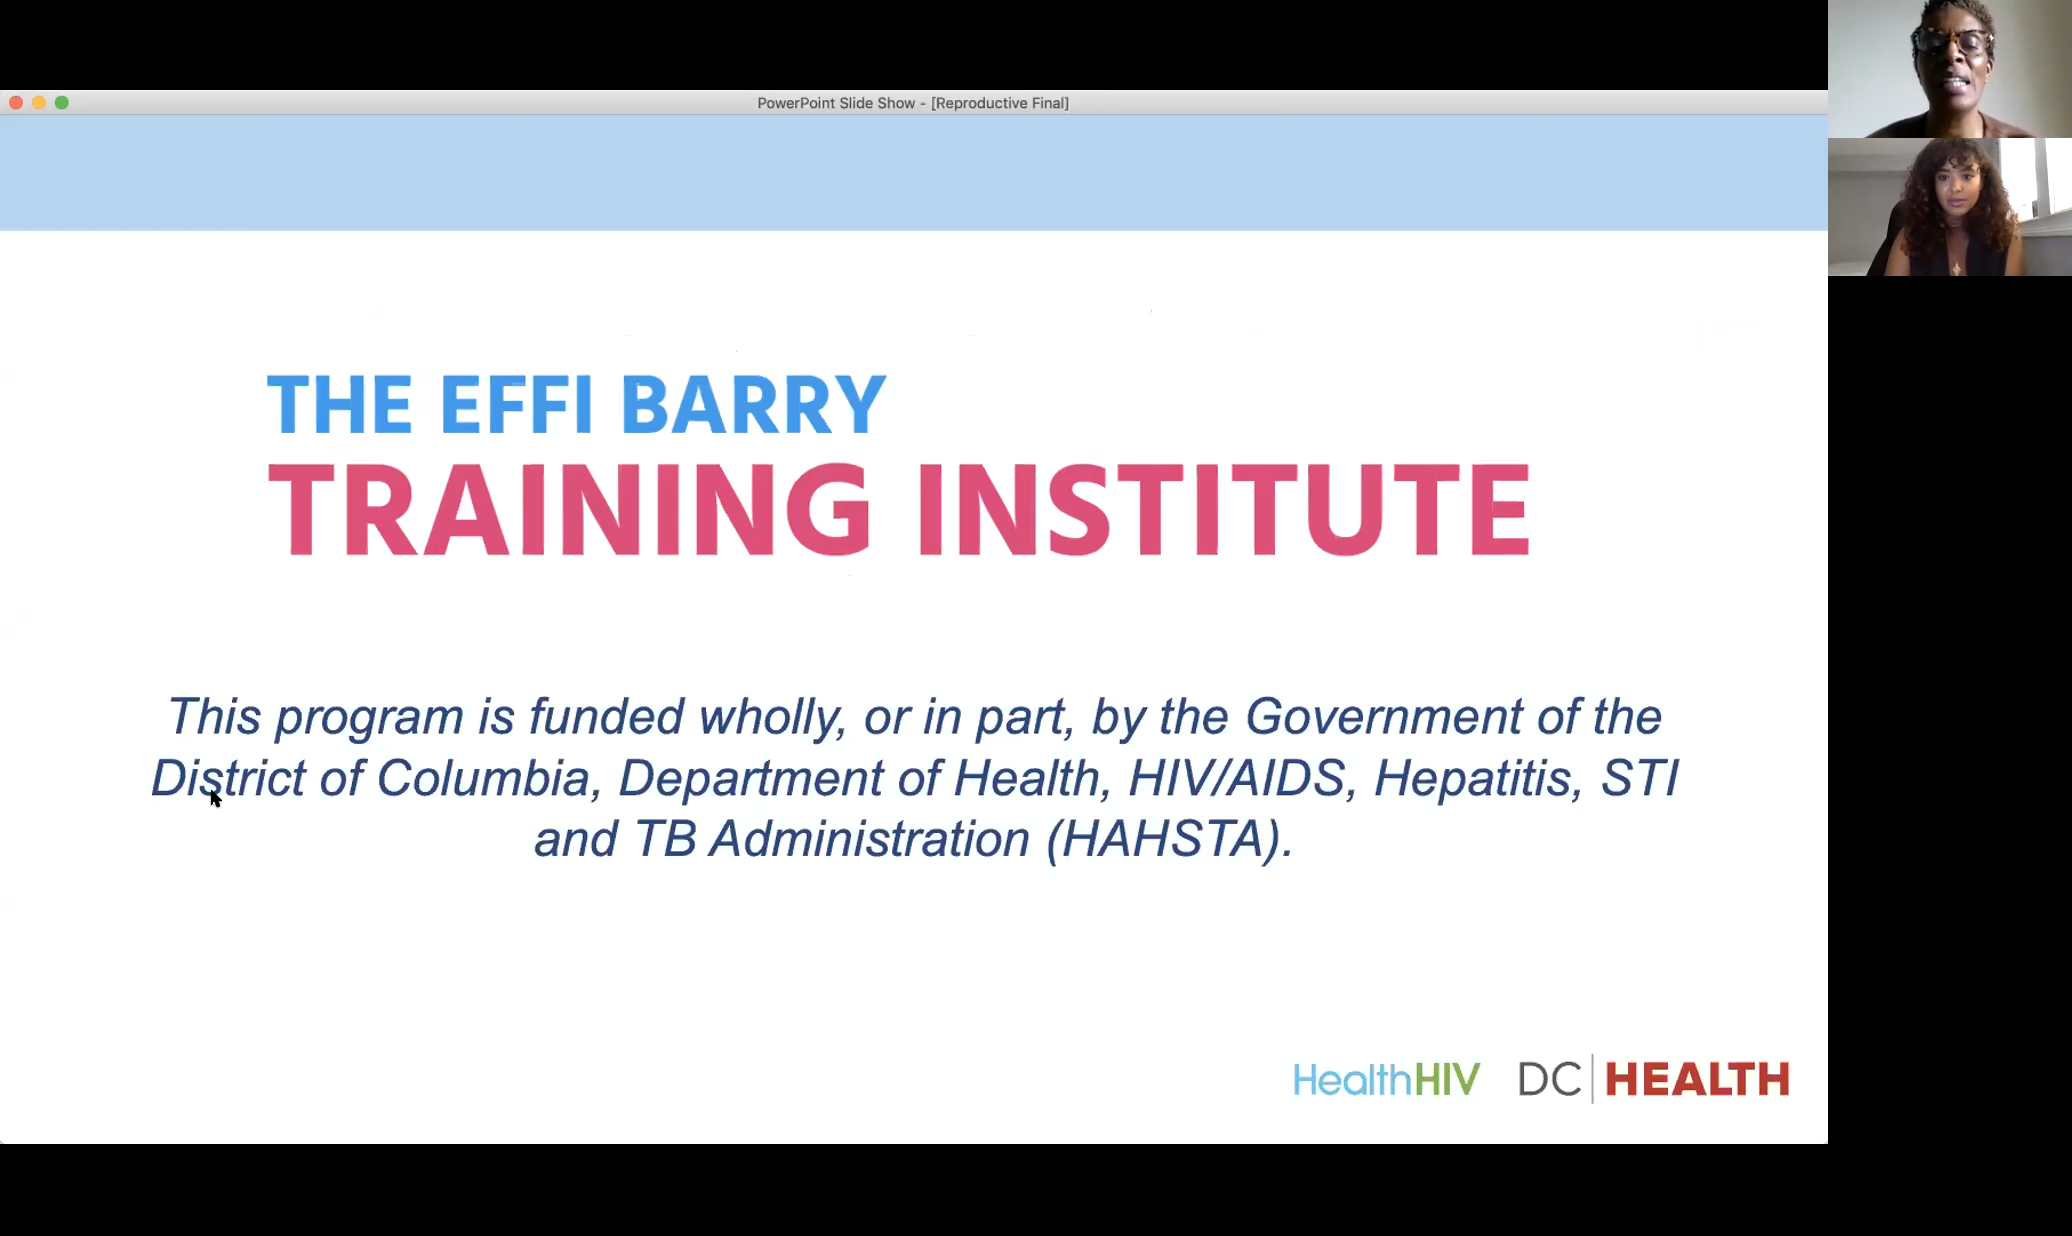 PowerPoint Slide Show - [Reproductive Final]
THE EFFI BARRY
TRAINING INSTITUTE
This program is funded wholly, or in part, by the Government of the
District of Columbia, Department of Health, HIV/AIDS, Hepatitis, STI
and TB Administration (HAHSTA).
HealthHIV DC HEALTH